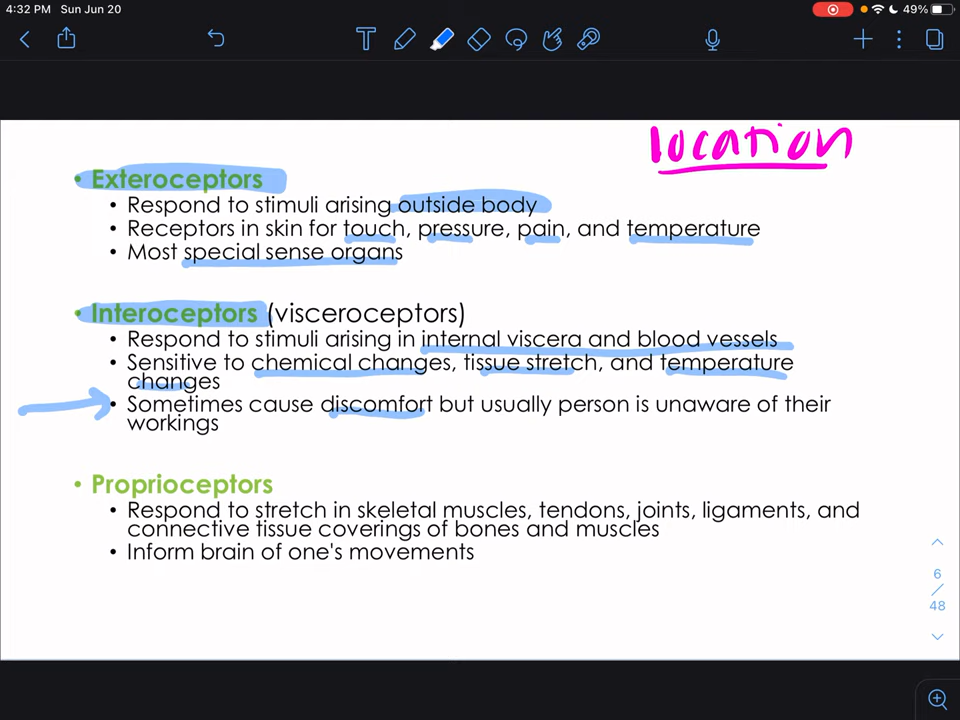 4:32 PM Sun Jun 20
49%
T
location
• Exteroceptors
• Respond to stimuli arising outside body
• Receptors in skin for touch, pressure, pain, and temperature
• Most special sense organs
• Interoceptors (visceroceptors)
• Respond to stimuli arising in internal viscera and blood vessels
• Sensitive to chemical changes, tissue stretch, and temperature
changes
• Sometimes cause discomfort but usually person is unaware of their
workings
• Proprioceptors
• Respond to stretch in skeletal muscles, tendons, joints, ligaments, and
connective tissue coverings of bones and muscles
• Inform brain of one's movements
6
/
48